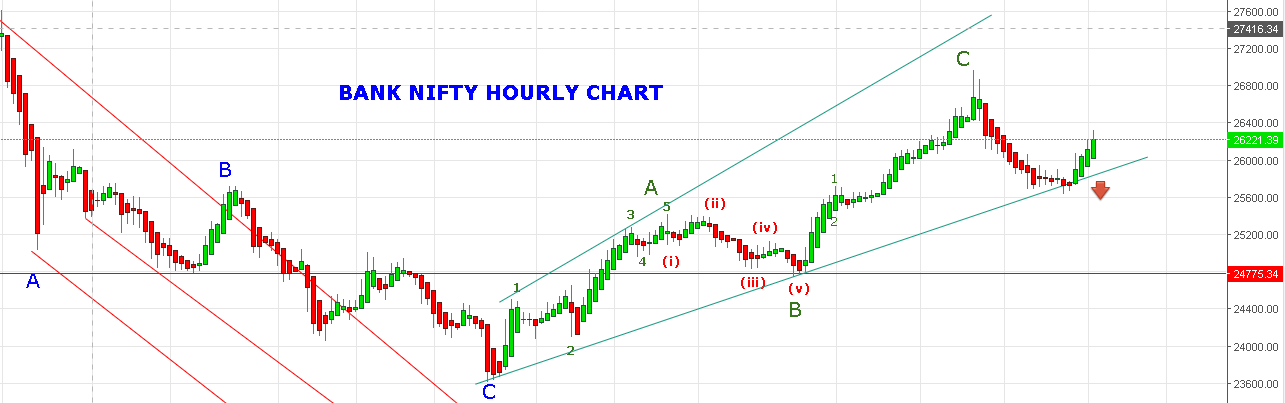 27600.00
27416.34
27200.00
26800.00
C
BANK NIFTY HOURLY CHART
26400.00
26221.39
26000.00
B
1
A
25600.00
3
5
(ii)
2
(iv)
25200.00
4
(i)
A
24775.34
1
(iii)
(v)
B
24400.00
2
24000.00
C
23600.00